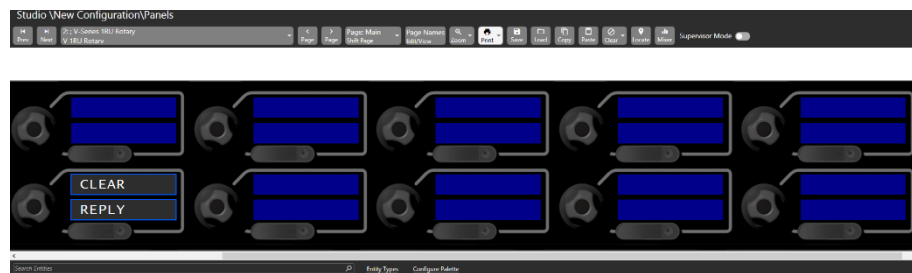 Studio \New Configuration\Panels
Prev Next 2: ; V-Series 1RU Rotary Page Page Page: Main Page Names Zoom Print Save Load Copy Paste Clear Locate Mixer Supervisor Mode
V 1RU Rotary Shift Page Edit/View
CLEAR
REPLY
Search Entities Entity Types Configure Palette